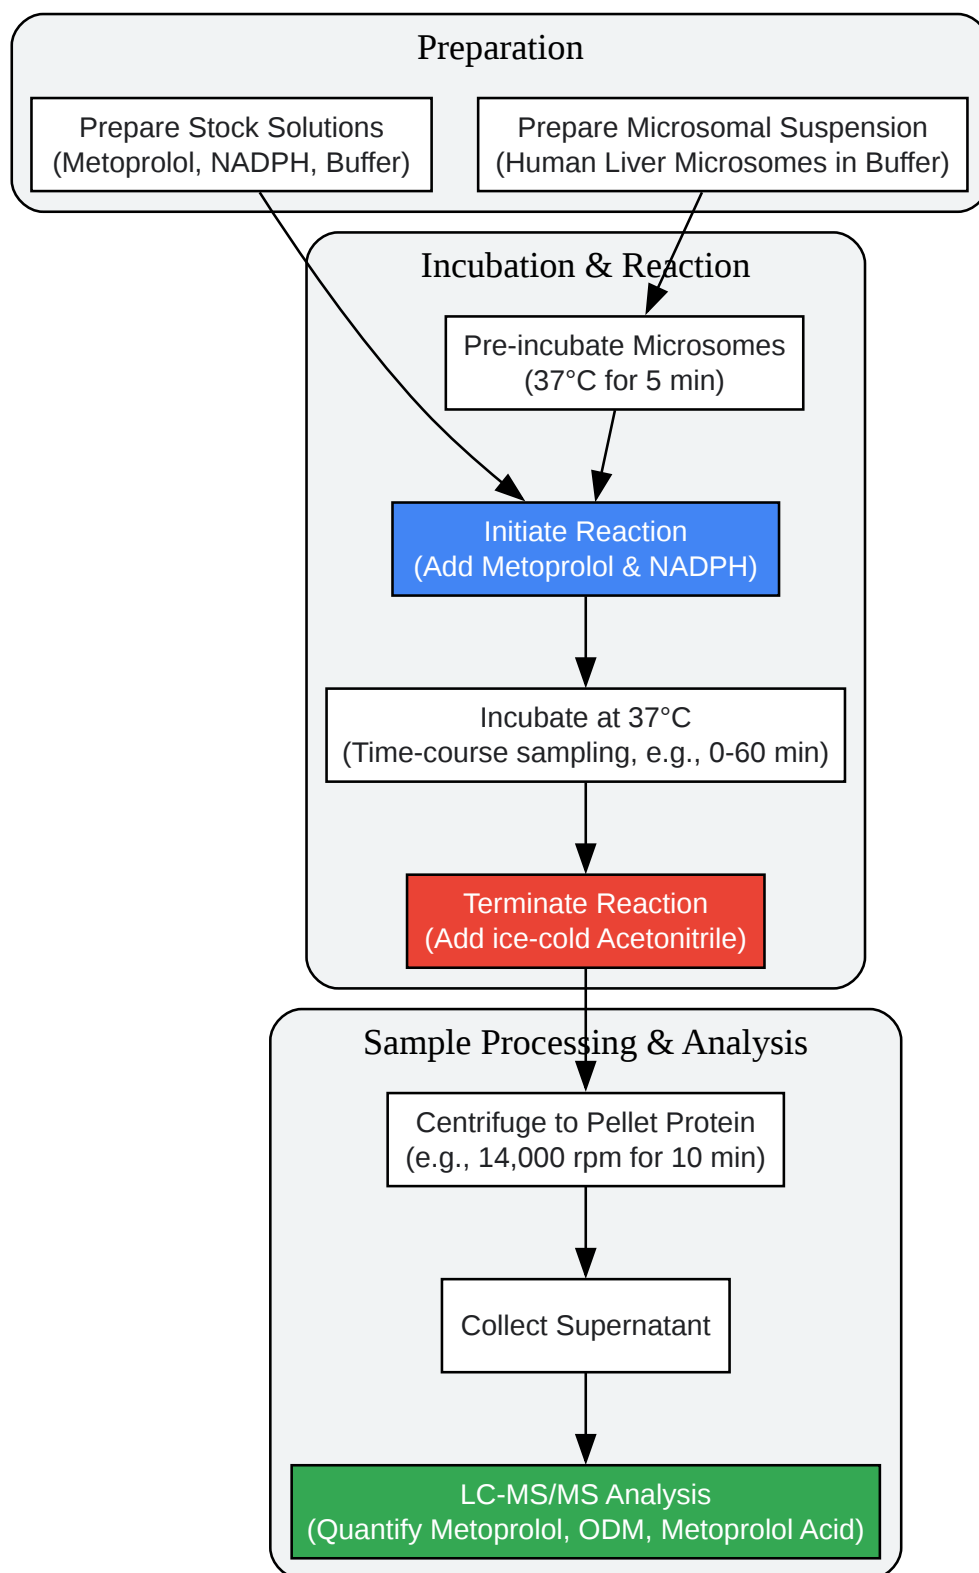 Preparation
Prepare Stock Solutions
(Metoprolol, NADPH, Buffer)
Prepare Microsomal Suspension
(Human Liver Microsomes in Buffer)
Incubation & Reaction
Pre-incubate Microsomes
(37°C for 5 min)
Initiate Reaction
(Add Metoprolol & NADPH)
Incubate at 37°C
(Time-course sampling, e.g., 0-60 min)
Terminate Reaction
(Add ice-cold Acetonitrile)
Sample Processing & Analysis
Centrifuge to Pellet Protein
(e.g., 14,000 rpm for 10 min)
Collect Supernatant
LC-MS/MS Analysis
(Quantify Metoprolol, ODM, Metoprolol Acid)